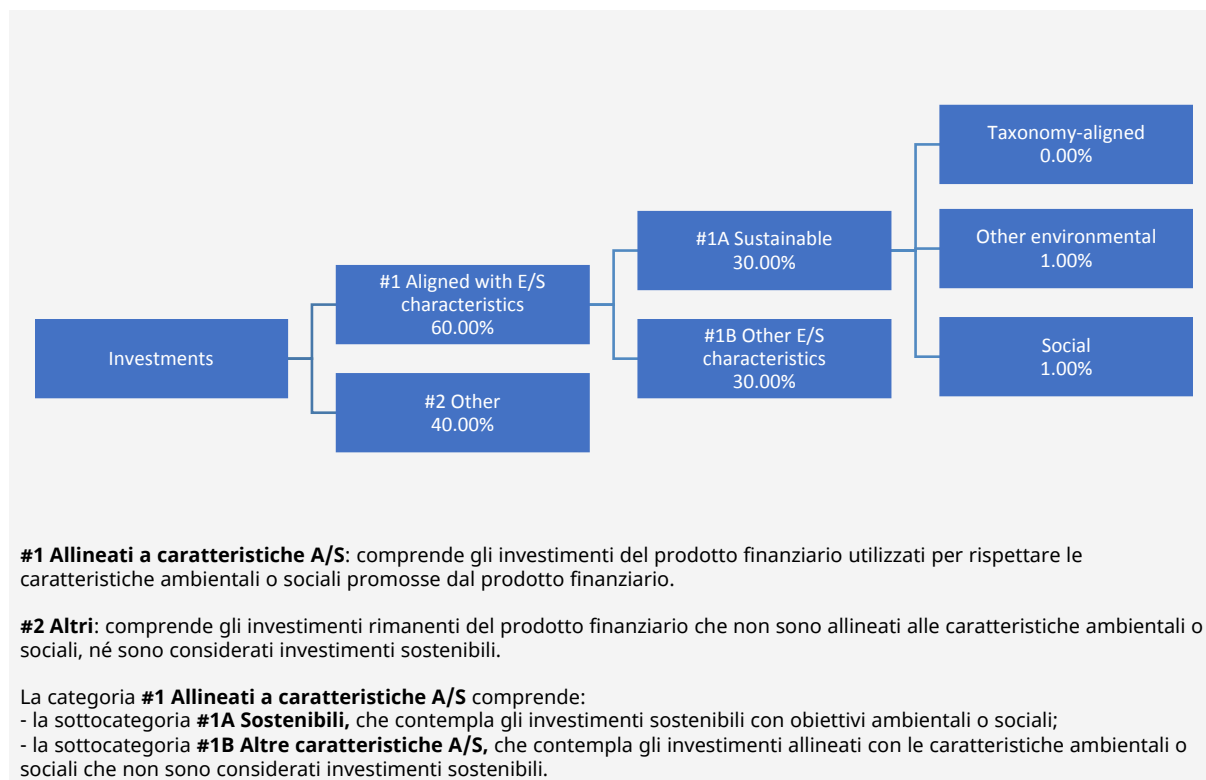 Taxonomy-aligned
0.00%
#1A Sustainable
30.00%
Other environmental
1.00%
#1 Aligned with E/S
characteristics
60.00%
Investments
#1B Other E/S
characteristics
30.00%
Social
1.00%
#2 Other
40.00%
#1 Allineati a caratteristiche A/S: comprende gli investimenti del prodotto finanziario utilizzati per rispettare le
caratteristiche ambientali o sociali promosse dal prodotto finanziario.
#2 Altri: comprende gli investimenti rimanenti del prodotto finanziario che non sono allineati alle caratteristiche ambientali o
sociali, né sono considerati investimenti sostenibili.
La categoria #1 Allineati a caratteristiche A/S comprende:
- la sottocategoria #1A Sostenibili, che contempla gli investimenti sostenibili con obiettivi ambientali o sociali;
- la sottocategoria #1B Altre caratteristiche A/S, che contempla gli investimenti allineati con le caratteristiche ambientali o
sociali che non sono considerati investimenti sostenibili.